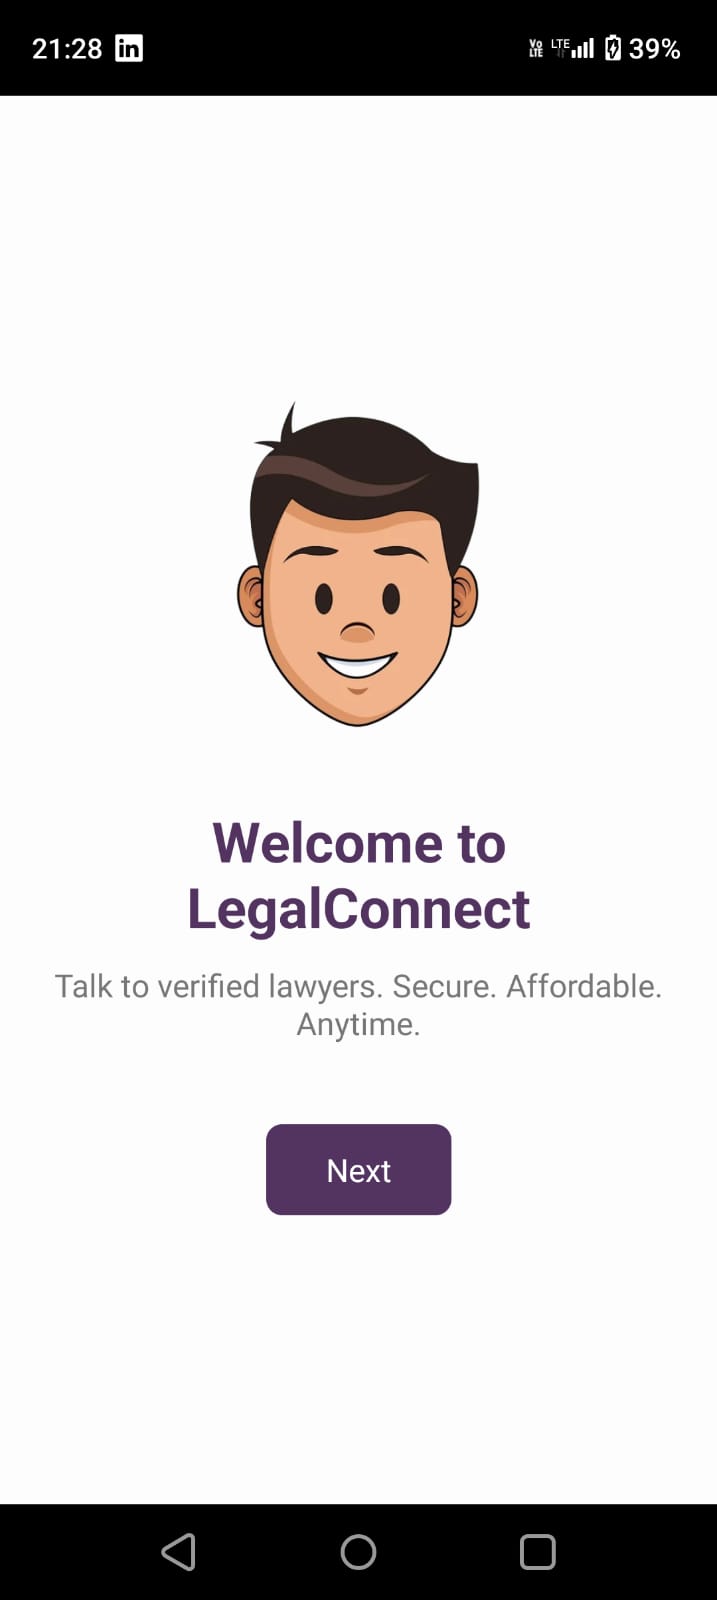 21:28 in Vo LTE LTE 39%
Welcome to
LegalConnect
Talk to verified lawyers. Secure. Affordable.
Anytime.
Next